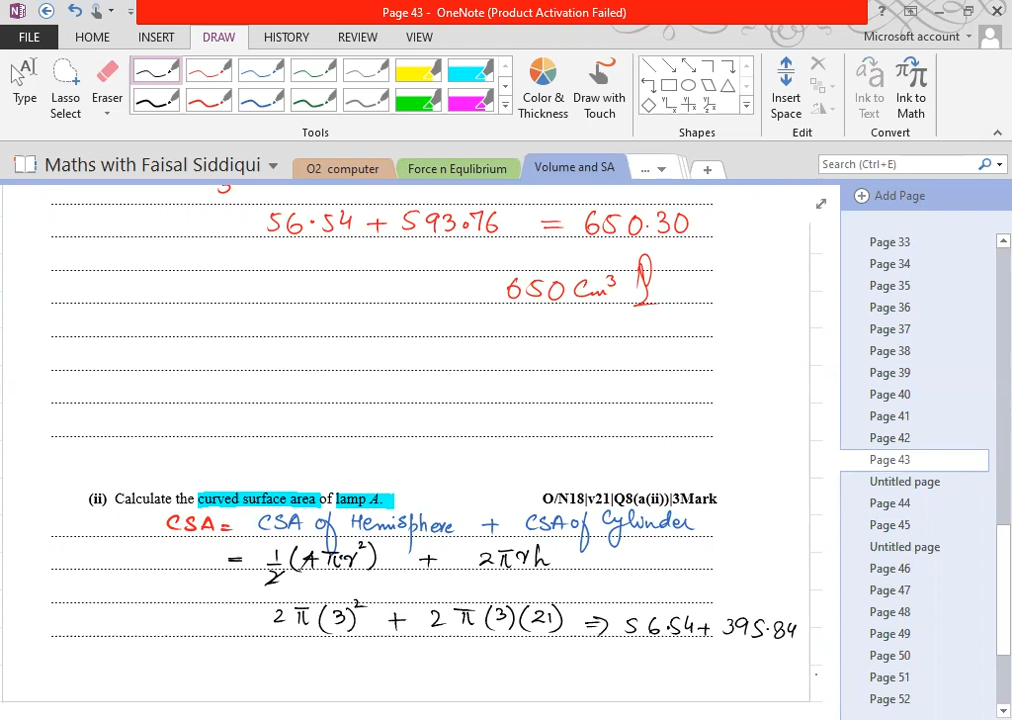 Page 43 - OneNote (Product Activation Failed)
FILE HOME INSERT DRAW HISTORY REVIEW VIEW
Microsoft account
Type
Lasso Select
Eraser
Color & Thickness
Draw with Touch
Insert Space
Ink to Text
Ink to Math
Tools
Shapes
Edit
Convert
Maths with Faisal Siddiqui
O2 computer
Force n Equilibrium
Volume and SA
...
Search (Ctrl+E)
Add Page
3
56.54 + 593.76 = 650.30
650 Cm³
(ii) Calculate the curved surface area of lamp A. O/N18|v21|Q8(a(ii))|3Mark
CSA = CSA of Hemisphere + CSA of Cylinder
= 1/2 (4πr²) + 2πrh
2π(3)² + 2π(3)(21) ⇒ 56.54 + 395.84
Page 33
Page 34
Page 35
Page 36
Page 37
Page 38
Page 39
Page 40
Page 41
Page 42
Page 43
Untitled page
Page 44
Page 45
Untitled page
Page 46
Page 47
Page 48
Page 49
Page 50
Page 51
Page 52